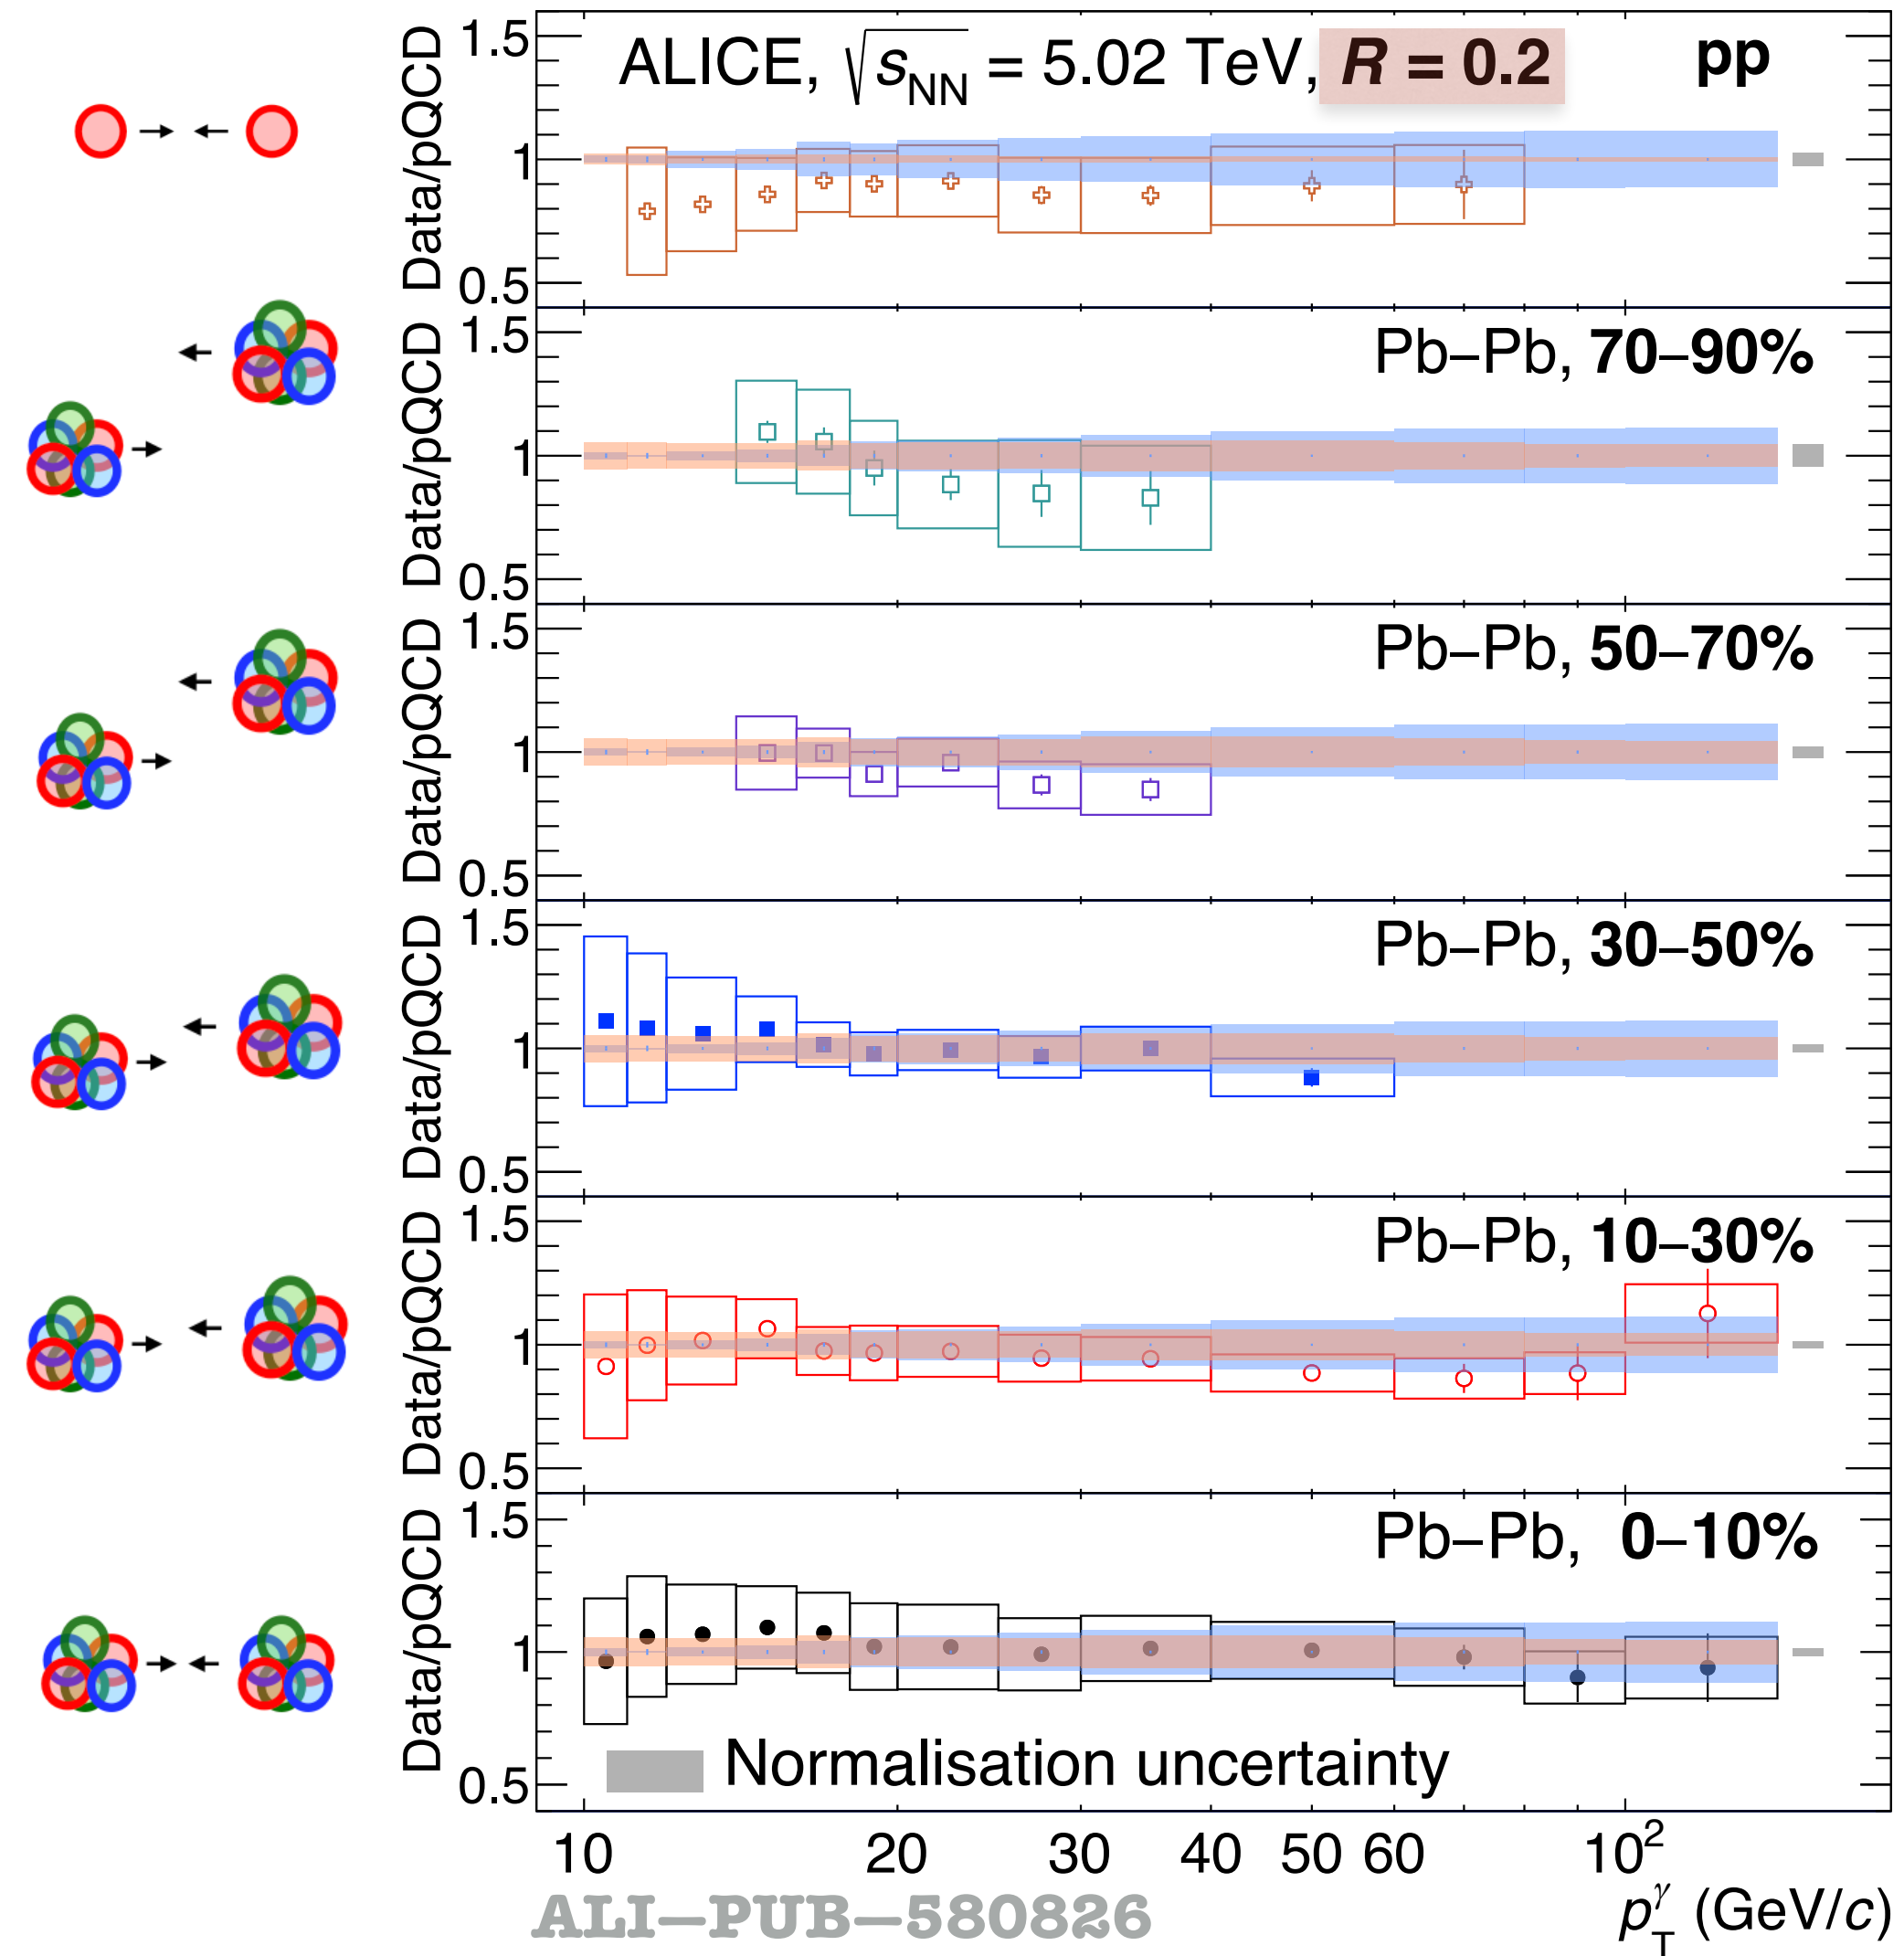 ALICE, √sNN = 5.02 TeV, R = 0.2 pp
Data/pQCD
1.5
1
0.5
Pb–Pb, 70–90%
Data/pQCD
1.5
1
0.5
Pb–Pb, 50–70%
Data/pQCD
1.5
1
0.5
Pb–Pb, 30–50%
Data/pQCD
1.5
1
0.5
Pb–Pb, 10–30%
Data/pQCD
1.5
1
0.5
Pb–Pb, 0–10%
Data/pQCD
1.5
1
0.5
Normalisation uncertainty
10 20 30 40 50 60 10²
ALI–PUB–580826
pTγ (GeV/c)